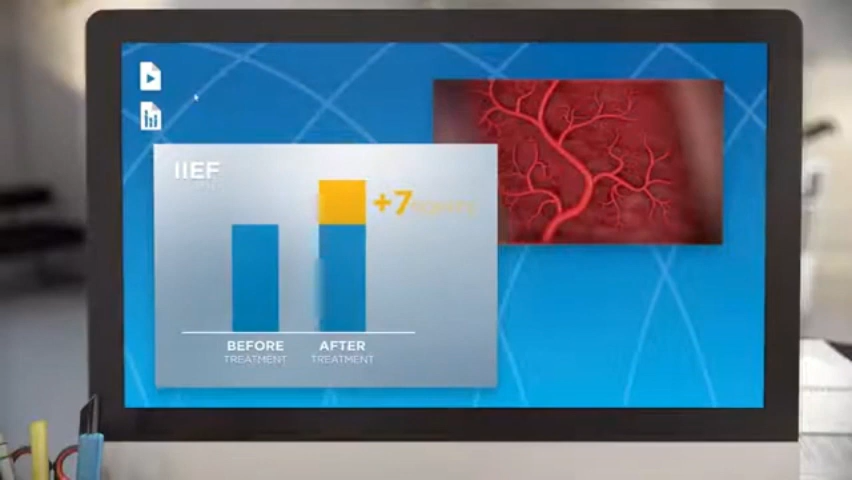 IIEF
+7
BEFORE
TREATMENT
AFTER
TREATMENT